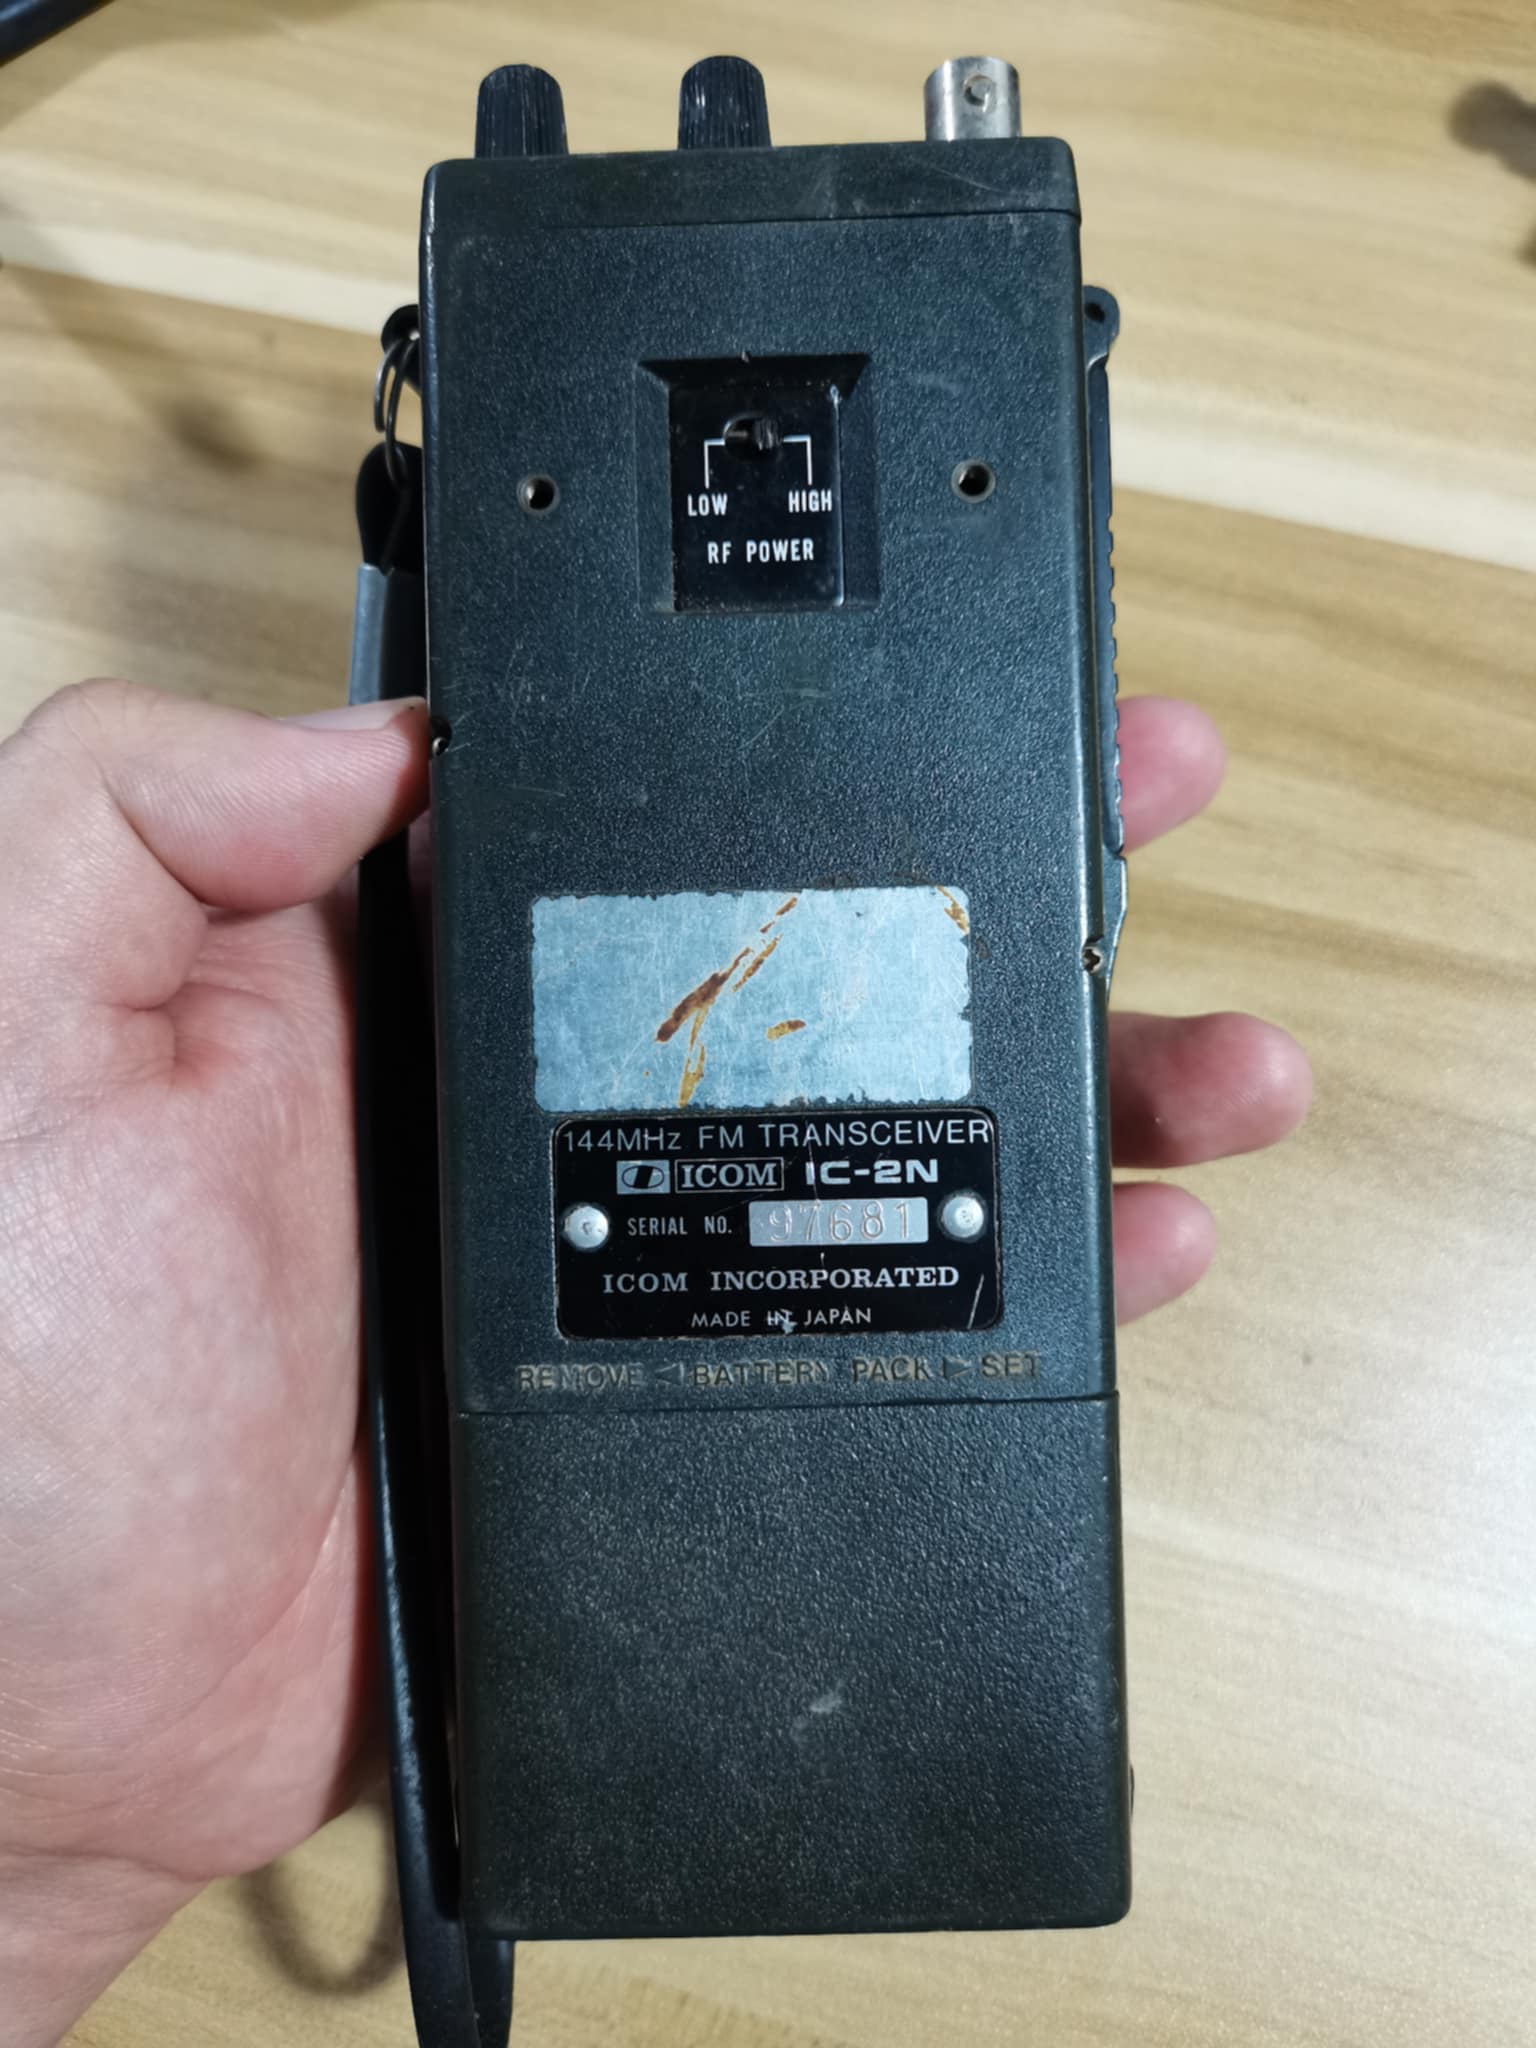 LOW HIGH
RF POWER
144MHz FM TRANSCEIVER
ICOM IC-2N
SERIAL NO. 97681
ICOM INCORPORATED
MADE IN JAPAN
REMOVE BATTERY PACK SET